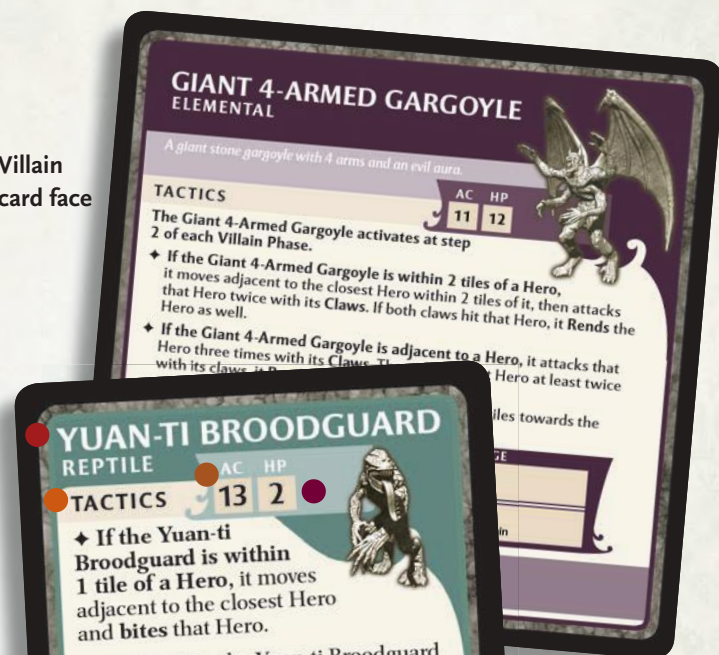 Villain
card face
GIANT 4-ARMED GARGOYLE
ELEMENTAL
A giant stone gargoyle with 4 arms and an evil aura.
TACTICS
AC HP
11 12
The Giant 4-Armed Gargoyle activates at step
2 of each Villain Phase.
✦ If the Giant 4-Armed Gargoyle is within 2 tiles of a Hero,
it moves adjacent to the closest Hero within 2 tiles of it, then attacks
that Hero twice with its Claws. If both claws hit that Hero, it Rends the
Hero as well.
✦ If the Giant 4-Armed Gargoyle is adjacent to a Hero, it attacks that
Hero three times with its Claws. Hero at least twice
with its claws, it
tiles towards the
YUAN-TI BROODGUARD
REPTILE
AC HP
TACTICS
13 2
✦ If the Yuan-ti
Broodguard is within
1 tile of a Hero, it moves
adjacent to the closest Hero
and bites that Hero.
Yuan-ti Broodguard